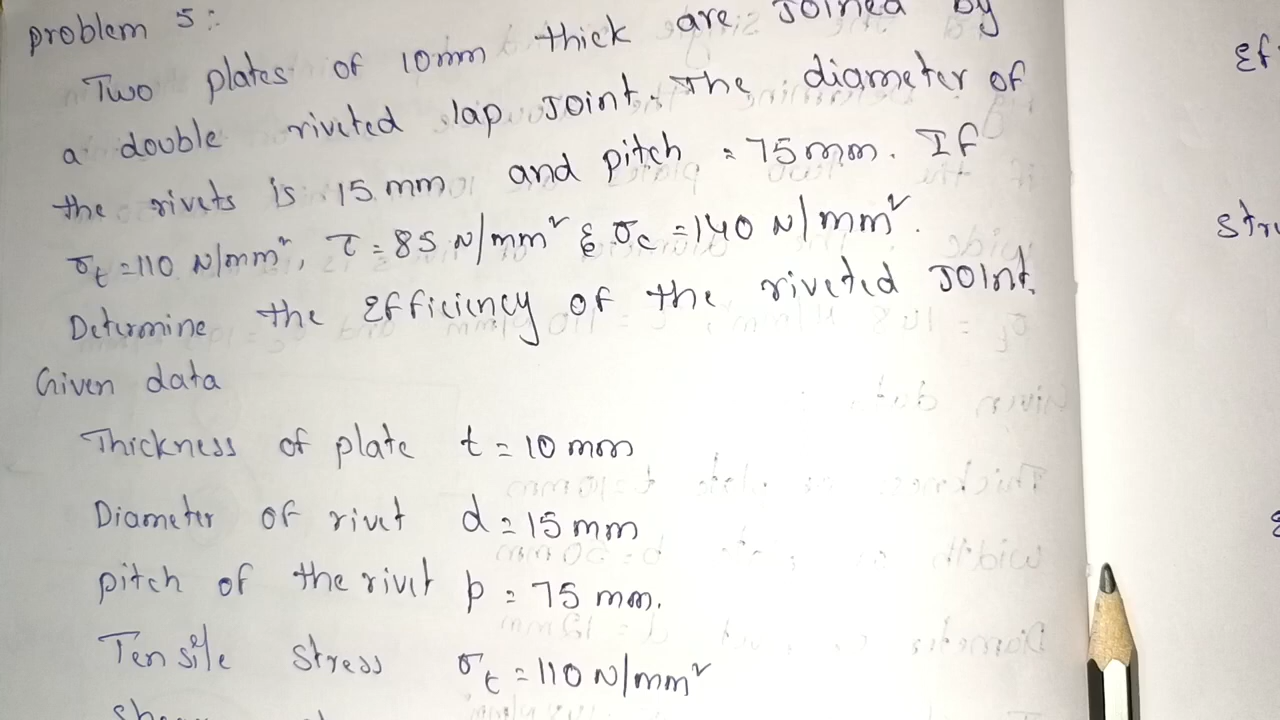 problem 5:
Two plates of 10mm thick are Joined by
a double riveted lap Joint. The diameter of
the rivets is 15 mm and pitch = 75 mm. If
σt = 110 N/mm², τ = 85 N/mm² & σc = 140 N/mm².
Determine the Efficiency of the riveted Joint.
Given data
Thickness of plate t = 10 mm
Diameter of rivet d = 15 mm
pitch of the rivet p = 75 mm.
Tensile stress σt = 110 N/mm²